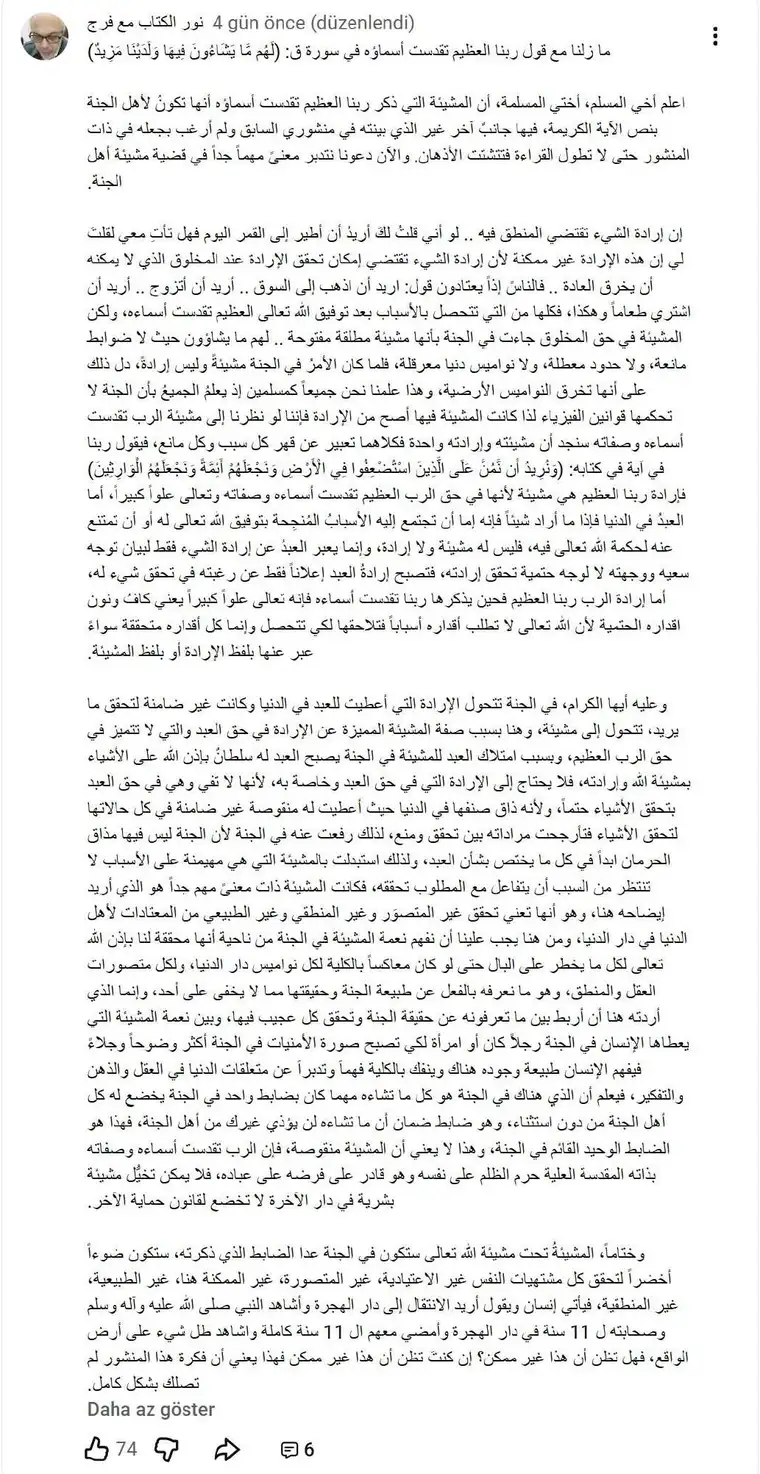 نور الكتاب مع فرج 4 gün önce (düzenlendi)
ما زلنا مع قول ربنا العظيم تقدست أسماؤه في سورة ق: (لَهُم مَّا يَشَاءُونَ فِيهَا وَلَدَيْنَا مَزِيدٌ)
اعلم أخي المسلم، أختي المسلمة، أن المشيئة التي ذكر ربنا العظيم تقدست أسماؤه أنها تكونُ لأهل الجنة
بنص الآية الكريمة، فيها جانبٌ آخر غير الذي بينته في منشوري السابق ولم أرغب بجعله في ذات
المنشور حتى لا تطول القراءة فتتشتت الأذهان. والآن دعونا نتدبر معنىً مهماً جداً في قضية مشيئة أهل
الجنة.
إن إرادة الشيء تقتضي المنطق فيه .. لو أني قلتُ لكَ أريدُ أن أطير إلى القمر اليوم فهل تأتِ معي لقلتَ
لي إن هذه الإرادة غير ممكنة لأن إرادة الشيء تقتضي إمكان تحقق الإرادة عند المخلوق الذي لا يمكنه
أن يخرق العادة .. فالناسُ إذاً يعتادون قول: اريد أن اذهب إلى السوق .. أريد أن أتزوج .. أريد أن
اشتري طعاماً وهكذا، فكلها من التي تتحصل بالأسباب بعد توفيق الله تعالى العظيم تقدست أسماءه، ولكن
المشيئة في حق المخلوق جاءت في الجنة بأنها مشيئة مطلقة مفتوحة .. لهم ما يشاؤون حيث لا ضوابط
مانعة، ولا حدود معطلة، ولا نواميس دنيا معرقلة، فلما كان الأمرُ في الجنة مشيئةً وليس إرادةً، دل ذلك
على أنها تخرق النواميس الأرضية، وهذا علمنا نحن جميعاً كمسلمين إذ يعلمُ الجميعُ بأن الجنة لا
تحكمها قوانين الفيزياء لذا كانت المشيئة فيها أصح من الإرادة فإننا لو نظرنا إلى مشيئة الرب تقدست
أسماءه وصفاته سنجد أن مشيئته وإرادته واحدة فكلاهما تعبير عن قهر كل سبب وكل مانع، فيقول ربنا
في آية في كتابه: (وَنُرِيدُ أَن نَّمُنَّ عَلَى الَّذِينَ اسْتُضْعِفُوا فِي الْأَرْضِ وَنَجْعَلَهُمْ أَئِمَّةً وَنَجْعَلَهُمُ الْوَارِثِينَ)
فإرادة ربنا العظيم هي مشيئة لأنها في حق الرب العظيم تقدست أسماءه وصفاته وتعالى علواً كبيراً، أما
العبدُ في الدنيا فإذا ما أراد شيئاً فإنه إما أن تجتمع إليه الأسبابُ المُنجِحة بتوفيق الله تعالى له أو أن تمتنع
عنه لحكمة الله تعالى فيه، فليس له مشيئة ولا إرادة، وإنما يعبر العبدُ عن إرادة الشيء فقط لبيان توجه
سعيه ووجهته لا لوجه حتمية تحقق إرادته، فتصبح إرادةُ العبد إعلاناً فقط عن رغبته في تحقق شيء له،
أما إرادة الرب ربنا العظيم فحين يذكرها ربنا تقدست أسماءه فإنه تعالى علواً كبيراً يعني كافُ ونون
اقداره الحتمية لأن الله تعالى لا تطلب أقداره أسباباً فتلاحقها لكي تتحصل وإنما كل أقداره متحققة سواءً
عبر عنها بلفظ الإرادة أو بلفظ المشيئة.
وعليه أيها الكرام، في الجنة تتحول الإرادة التي أعطيت للعبد في الدنيا وكانت غير ضامنة لتحقق ما
يريد، تتحول إلى مشيئة، وهنا بسبب صفة المشيئة المميزة عن الإرادة في حق العبد والتي لا تتميز في
حق الرب العظيم، وبسبب امتلاك العبد للمشيئة في الجنة يصبح العبد له سلطانٌ بإذن الله على الأشياء
بمشيئة الله وإرادته، فلا يحتاج إلى الإرادة التي في حق العبد وخاصة به، لأنها لا تفي وهي في حق العبد
بتحقق الأشياء حتماً، ولأنه ذاق صنفها في الدنيا حيث أعطيت له منقوصة غير ضامنة في كل حالاتها
لتحقق الأشياء فتأرجحت مراداته بين تحقق ومنع، لذلك رفعت عنه في الجنة لأن الجنة ليس فيها مذاق
الحرمان ابداً في كل ما يختص بشأن العبد، ولذلك استبدلت بالمشيئة التي هي مهيمنة على الأسباب لا
تنتظر من السبب أن يتفاعل مع المطلوب تحققه، فكانت المشيئة ذات معنىً مهم جداً هو الذي أريد
إيضاحه هنا، وهو أنها تعني تحقق غير المتصوَر وغير المنطقي وغير الطبيعي من المعتادات لأهل
الدنيا في دار الدنيا، ومن هنا يجب علينا أن نفهم نعمة المشيئة في الجنة من ناحية أنها محققة لنا بإذن الله
تعالى لكل ما يخطر على البال حتى لو كان معاكساً بالكلية لكل نواميس دار الدنيا، ولكل متصورات
العقل والمنطق، وهو ما نعرفه بالفعل عن طبيعة الجنة وحقيقتها مما لا يخفى على أحد، وإنما الذي
أردته هنا أن أربط بين ما تعرفونه عن حقيقة الجنة وتحقق كل عجيب فيها، وبين نعمة المشيئة التي
يعطاها الإنسان في الجنة رجلاً كان أو امرأة لكي تصبح صورة الأمنيات في الجنة أكثر وضوحاً وجلاءً
فيفهم الإنسان طبيعة وجوده هناك وينفك بالكلية فهماً وتدبراً عن متعلقات الدنيا في العقل والذهن
والتفكير، فيعلم أن الذي هناك في الجنة هو كل ما تشاءه مهما كان بضابط واحد في الجنة يخضع له كل
أهل الجنة من دون استثناء، وهو ضابط ضمان أن ما تشاءه لن يؤذي غيرك من أهل الجنة، فهذا هو
الضابط الوحيد القائم في الجنة، وهذا لا يعني أن المشيئة منقوصة، فإن الرب تقدست أسماءه وصفاته
بذاته المقدسة العلية حرم الظلم على نفسه وهو قادر على فرضه على عباده، فلا يمكن تخيُّل مشيئة
بشرية في دار الآخرة لا تخضع لقانون حماية الآخر.
وختاماً، المشيئةُ تحت مشيئة الله تعالى ستكون في الجنة عدا الضابط الذي ذكرته، ستكون ضوءاً
أخضراً لتحقق كل مشتهيات النفس غير الاعتيادية، غير المتصورة، غير الممكنة هنا، غير الطبيعية،
غير المنطقية، فيأتي إنسان ويقول أريد الانتقال إلى دار الهجرة وأشاهد النبي صلى الله عليه وآله وسلم
وصحابته ل 11 سنة في دار الهجرة وأمضي معهم ال 11 سنة كاملة واشاهد طل شيء على أرض
الواقع، فهل تظن أن هذا غير ممكن؟ إن كنتَ تظن أن هذا غير ممكن فهذا يعني أن فكرة هذا المنشور لم
تصلك بشكل كامل.
Daha az göster
74 6